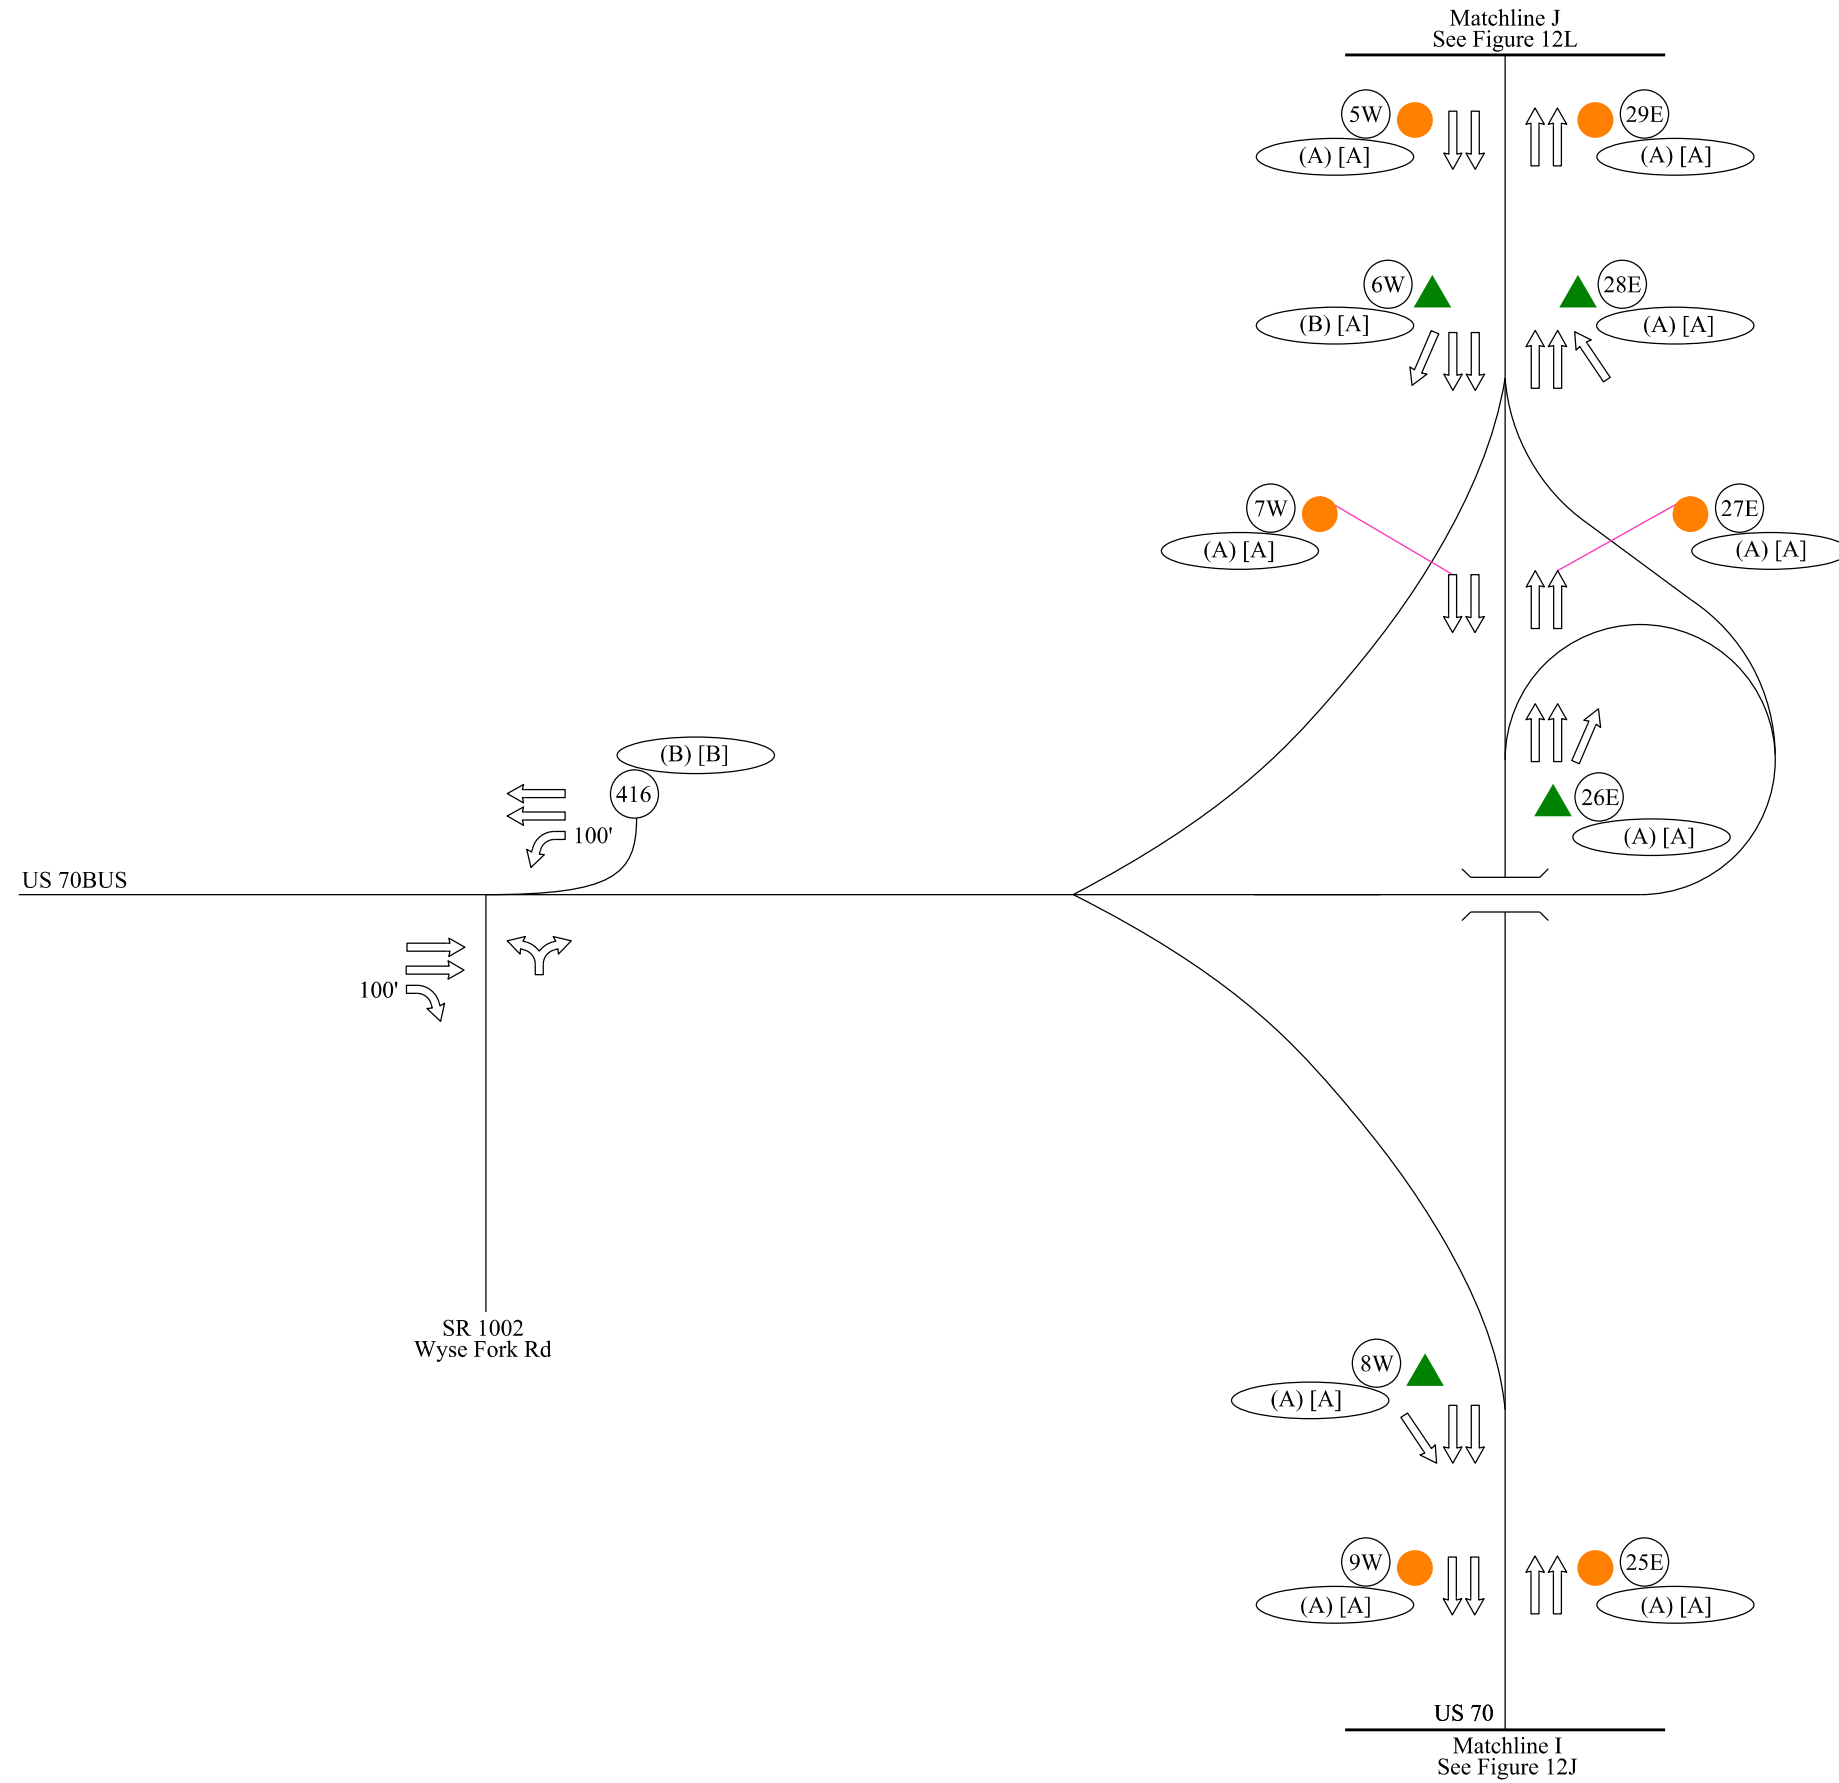 Matchline J
See Figure 12L
5W
29E
(A) [A]
(A) [A]
6W
28E
(B) [A]
(A) [A]
7W
27E
(A) [A]
(A) [A]
(B) [B]
416
100'
26E
(A) [A]
US 70BUS
100'
SR 1002
Wyse Fork Rd
8W
(A) [A]
9W
25E
(A) [A]
(A) [A]
US 70
Matchline I
See Figure 12J